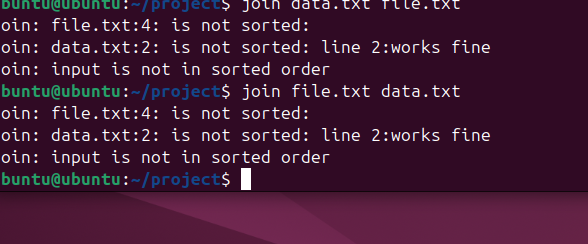 buntu@ubuntu:~/project$ join data.txt file.txt
oin: file.txt:4: is not sorted:
oin: data.txt:2: is not sorted: line 2:works fine
oin: input is not in sorted order
buntu@ubuntu:~/project$ join file.txt data.txt
oin: file.txt:4: is not sorted:
oin: data.txt:2: is not sorted: line 2:works fine
oin: input is not in sorted order
buntu@ubuntu:~/project$